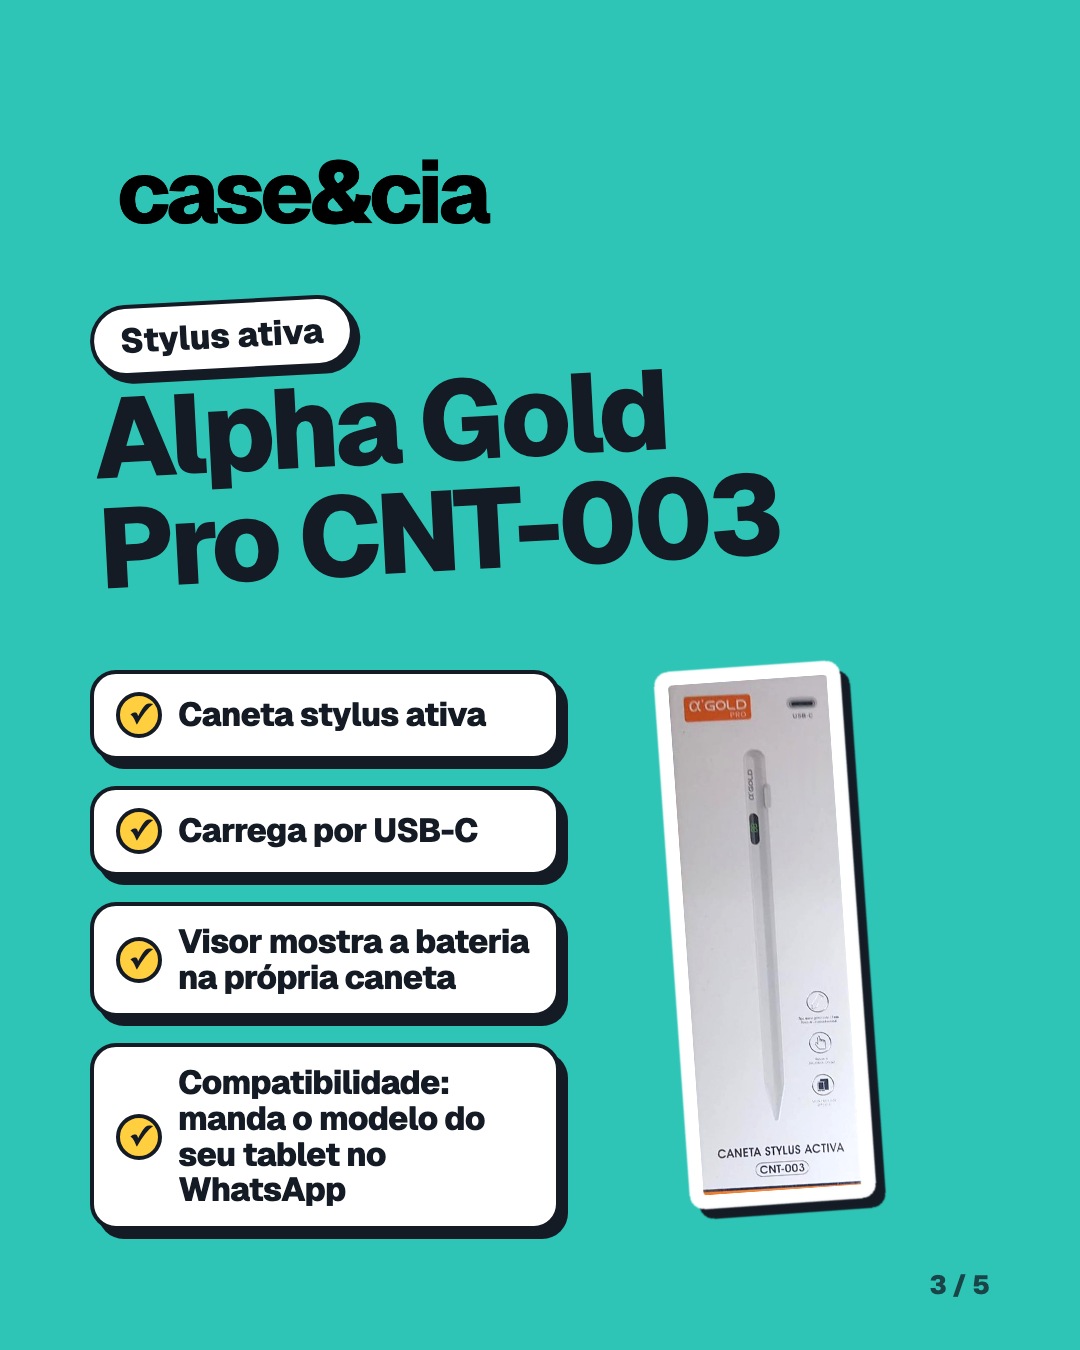 case&cia
Stylus ativa
Alpha Gold
Pro CNT-003
Caneta stylus ativa
Carrega por USB-C
Visor mostra a bateria
na própria caneta
Compatibilidade:
manda o modelo do
seu tablet no
WhatsApp
α'GOLD
PRO
USB-C
α'GOLD
CANETA STYLUS ACTIVA
CNT-003
3 / 5